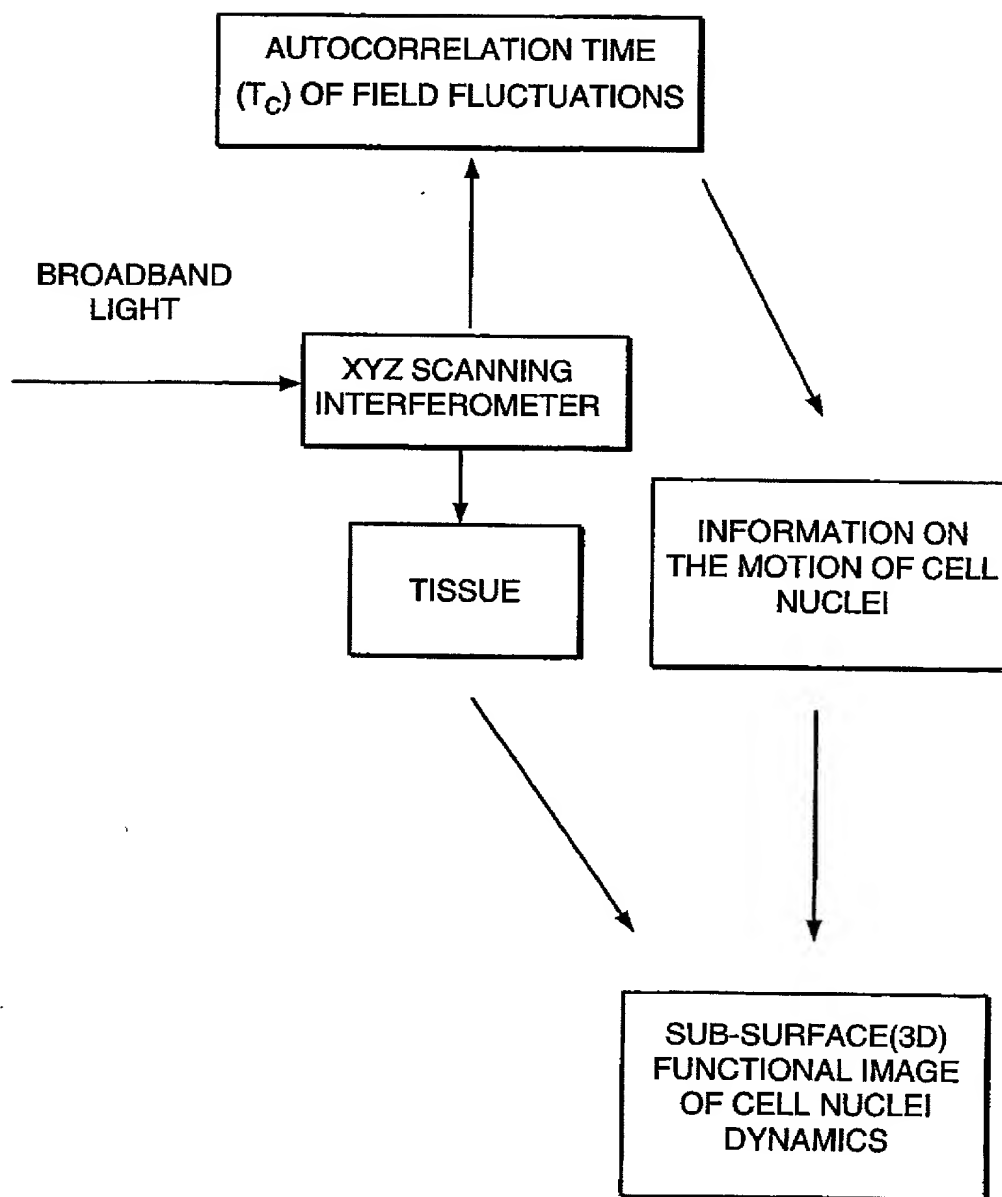 AUTOCORRELATION TIME
(TC) OF FIELD FLUCTUATIONS
BROADBAND
LIGHT
XYZ SCANNING
INTERFEROMETER
TISSUE
INFORMATION ON
THE MOTION OF CELL
NUCLEI
SUB-SURFACE(3D)
FUNCTIONAL IMAGE
OF CELL NUCLEI
DYNAMICS